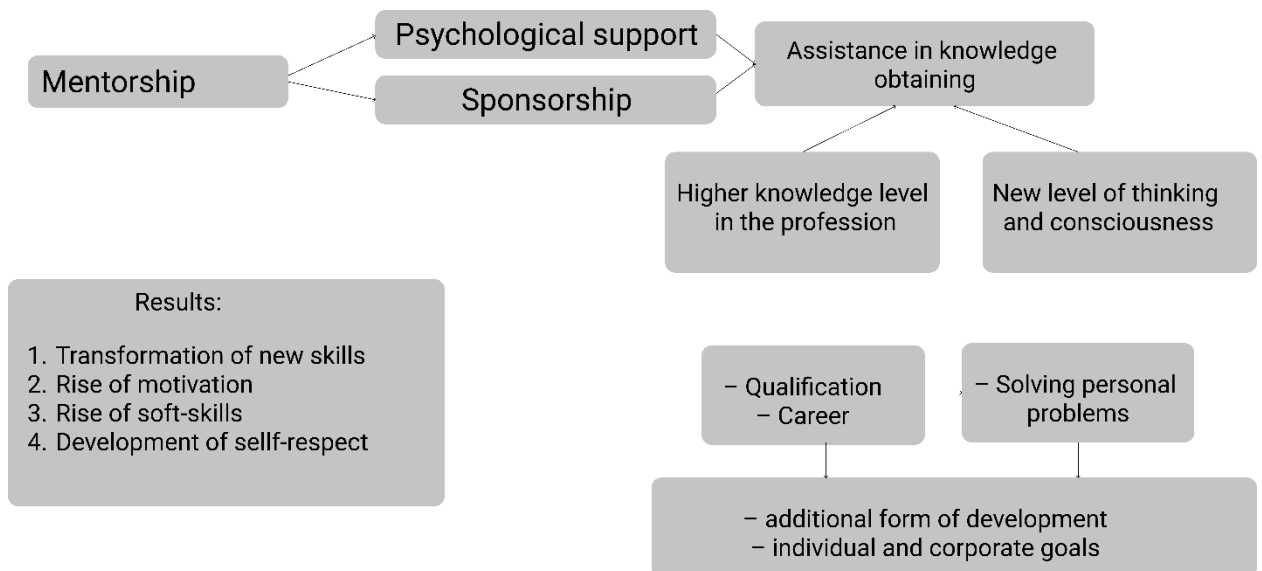 Mentorship
Psychological support
Sponsorship
Assistance in knowledge
obtaining
Higher knowledge level
in the profession
New level of thinking
and consciousness
Results:
1. Transformation of new skills
2. Rise of motivation
3. Rise of soft-skills
4. Development of sellf-respect
– Qualification
– Career
– Solving personal
problems
– additional form of development
– individual and corporate goals